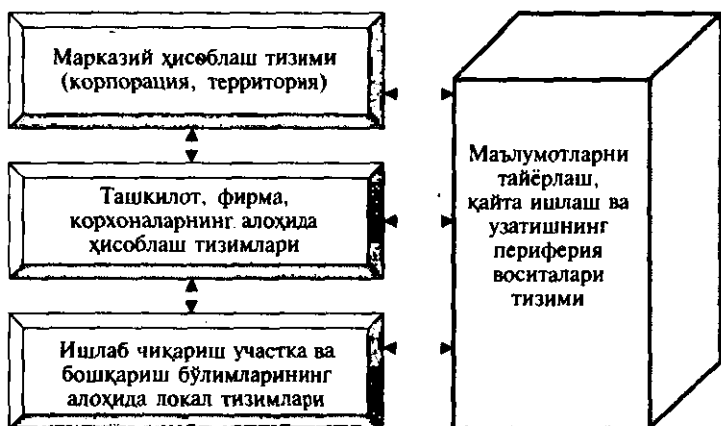 Марказий ҳисоблаш тизими
(корпорация, территория)
Ташкилот, фирма,
корхоналарнинг алоҳида
ҳисоблаш тизимлари
Ишлаб чиқариш участка ва
бошқариш бўлимларининг
алоҳида локал тизимлари
Маълумотларни
тайёрлаш,
қайта ишлаш ва
узатишнинг
периферия
воситалари
тизими